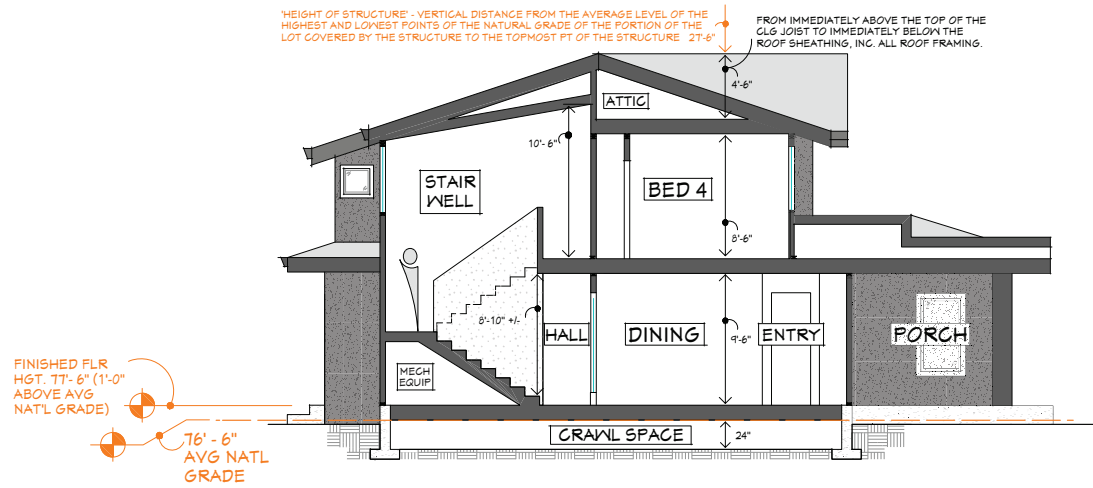 'HEIGHT OF STRUCTURE' - VERTICAL DISTANCE FROM THE AVERAGE LEVEL OF THE
HIGHEST AND LOWEST POINTS OF THE NATURAL GRADE OF THE PORTION OF THE
LOT COVERED BY THE STRUCTURE TO THE TOPMOST PT OF THE STRUCTURE 27'-6"
FROM IMMEDIATELY ABOVE THE TOP OF THE
CLG JOIST TO IMMEDIATELY BELOW THE
ROOF SHEATHING, INC. ALL ROOF FRAMING.
4'-6"
ATTIC
10'- 6"
STAIR
WELL
BED 4
8'-6"
8'-10" +/-
HALL
DINING
9'-6"
ENTRY
PORCH
MECH
EQUIP
FINISHED FLR
HGT. 77'- 6" (1'-0"
ABOVE AVG
NAT'L GRADE)
76' - 6"
AVG NATL
GRADE
CRAWL SPACE
24"